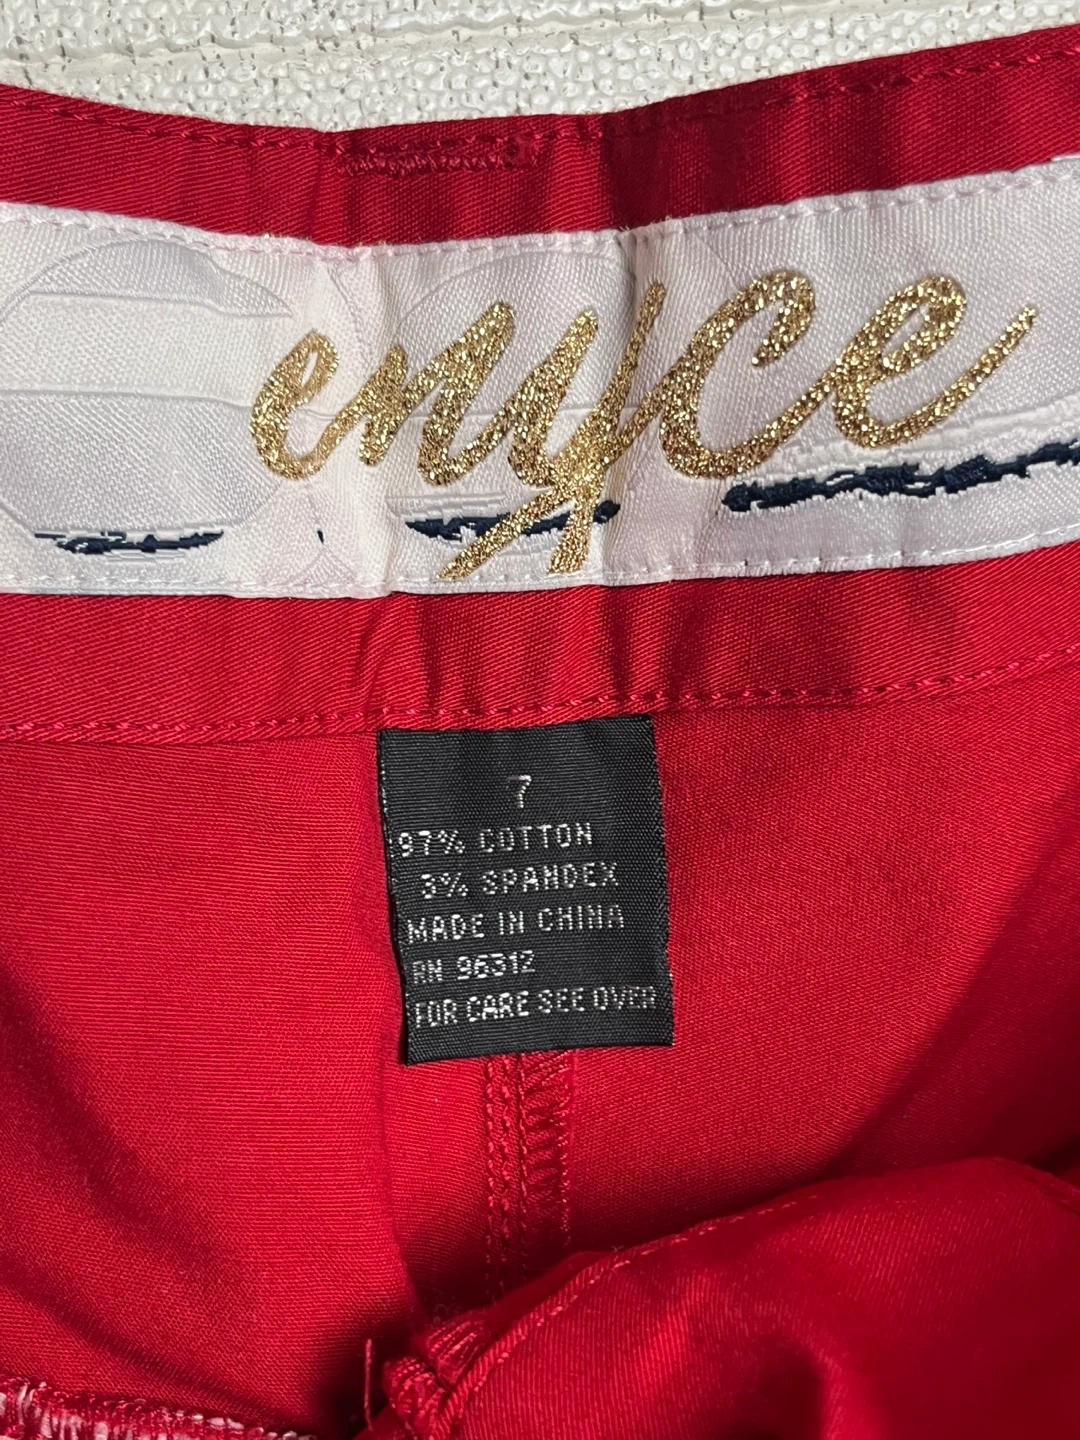 enyce
7
97% COTTON
3% SPANDEX
MADE IN CHINA
RN 96312
FOR CARE SEE OVER